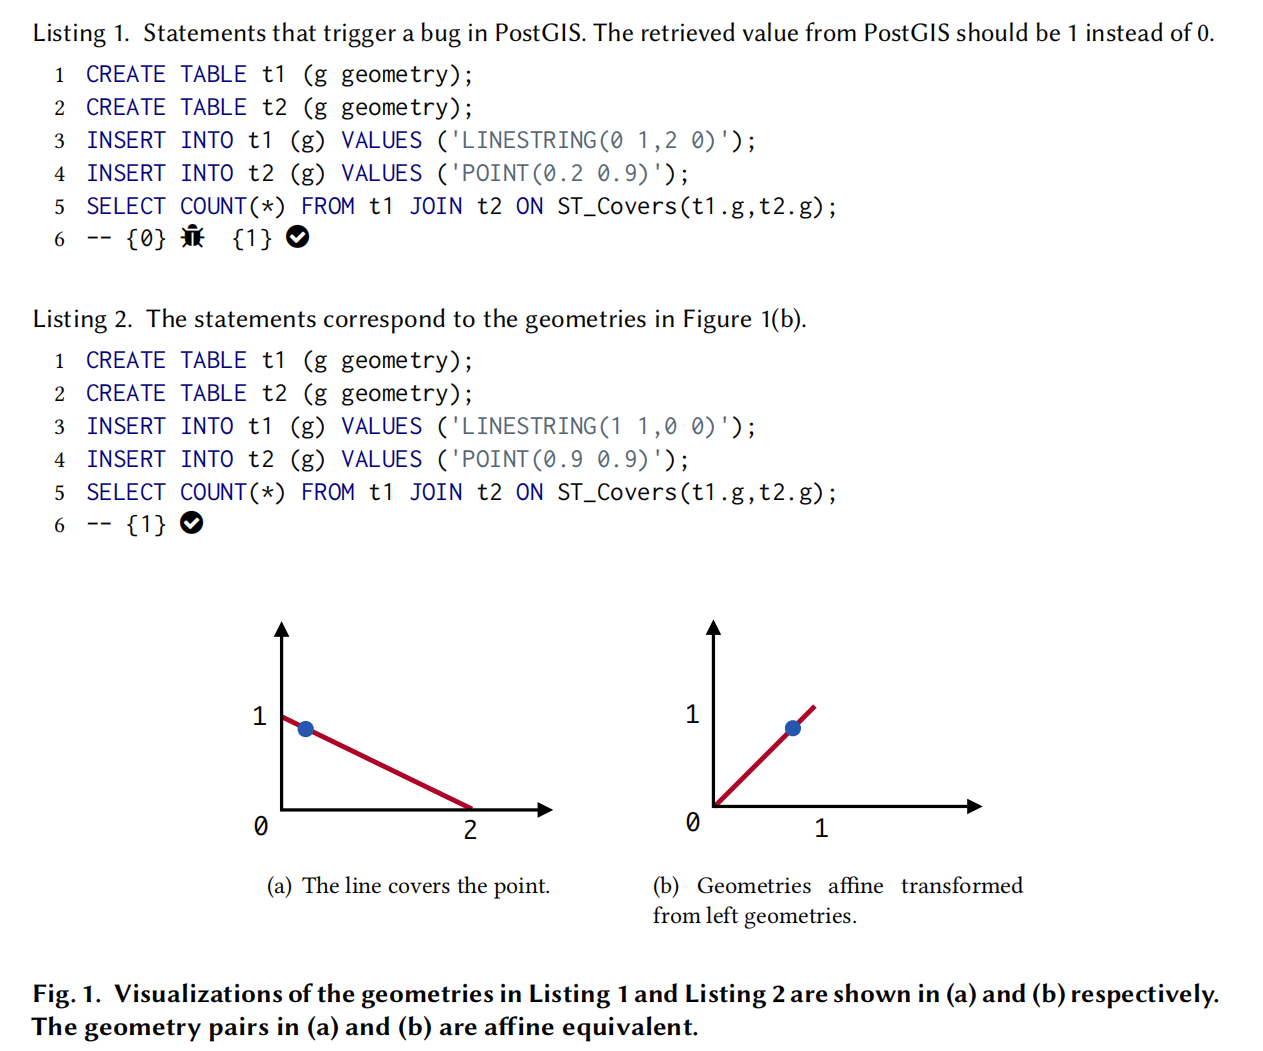 Listing 1. Statements that trigger a bug in PostGIS. The retrieved value from PostGIS should be 1 instead of 0.
1 CREATE TABLE t1 (g geometry);
2 CREATE TABLE t2 (g geometry);
3 INSERT INTO t1 (g) VALUES ('LINESTRING(0 1,2 0)');
4 INSERT INTO t2 (g) VALUES ('POINT(0.2 0.9)');
5 SELECT COUNT(*) FROM t1 JOIN t2 ON ST_Covers(t1.g,t2.g);
6 -- {0} {1}
Listing 2. The statements correspond to the geometries in Figure 1(b).
1 CREATE TABLE t1 (g geometry);
2 CREATE TABLE t2 (g geometry);
3 INSERT INTO t1 (g) VALUES ('LINESTRING(1 1,0 0)');
4 INSERT INTO t2 (g) VALUES ('POINT(0.9 0.9)');
5 SELECT COUNT(*) FROM t1 JOIN t2 ON ST_Covers(t1.g,t2.g);
6 -- {1}
1
0
2
(a) The line covers the point.
1
0
1
(b) Geometries affine transformed
from left geometries.
Fig. 1. Visualizations of the geometries in Listing 1 and Listing 2 are shown in (a) and (b) respectively.
The geometry pairs in (a) and (b) are affine equivalent.